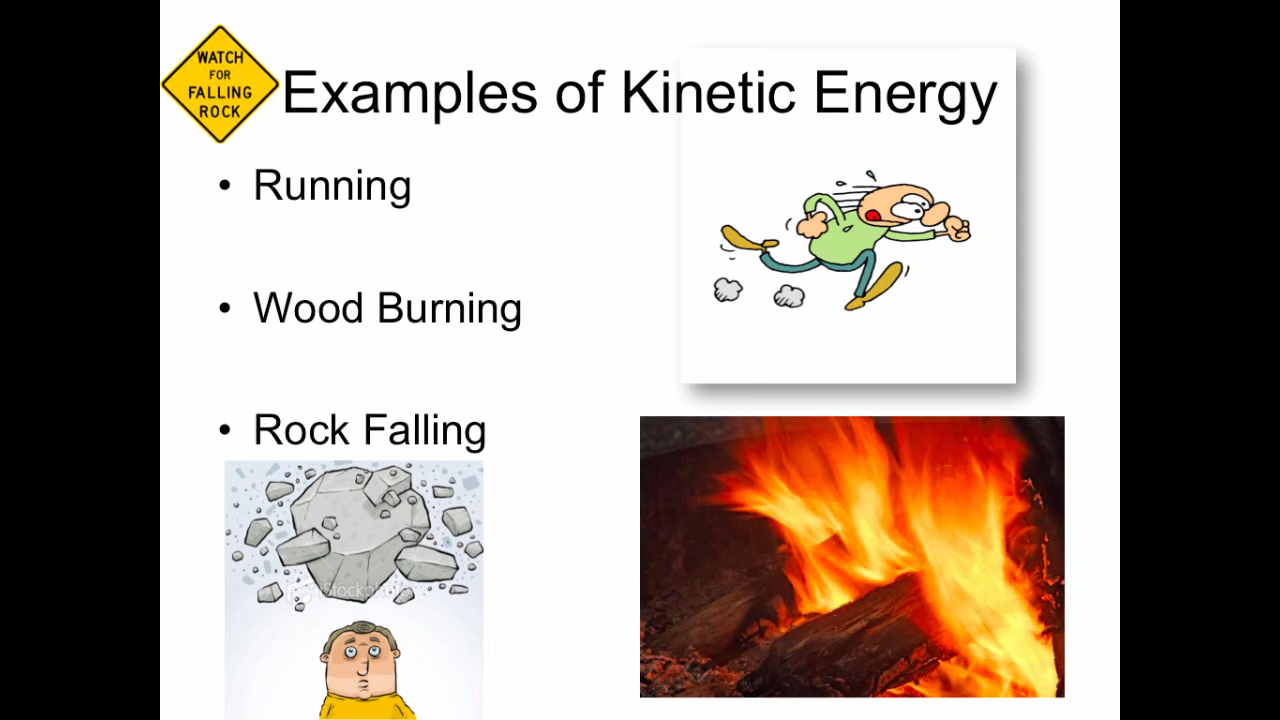 WATCH
FOR
FALLING
ROCK
Examples of Kinetic Energy
• Running
• Wood Burning
• Rock Falling